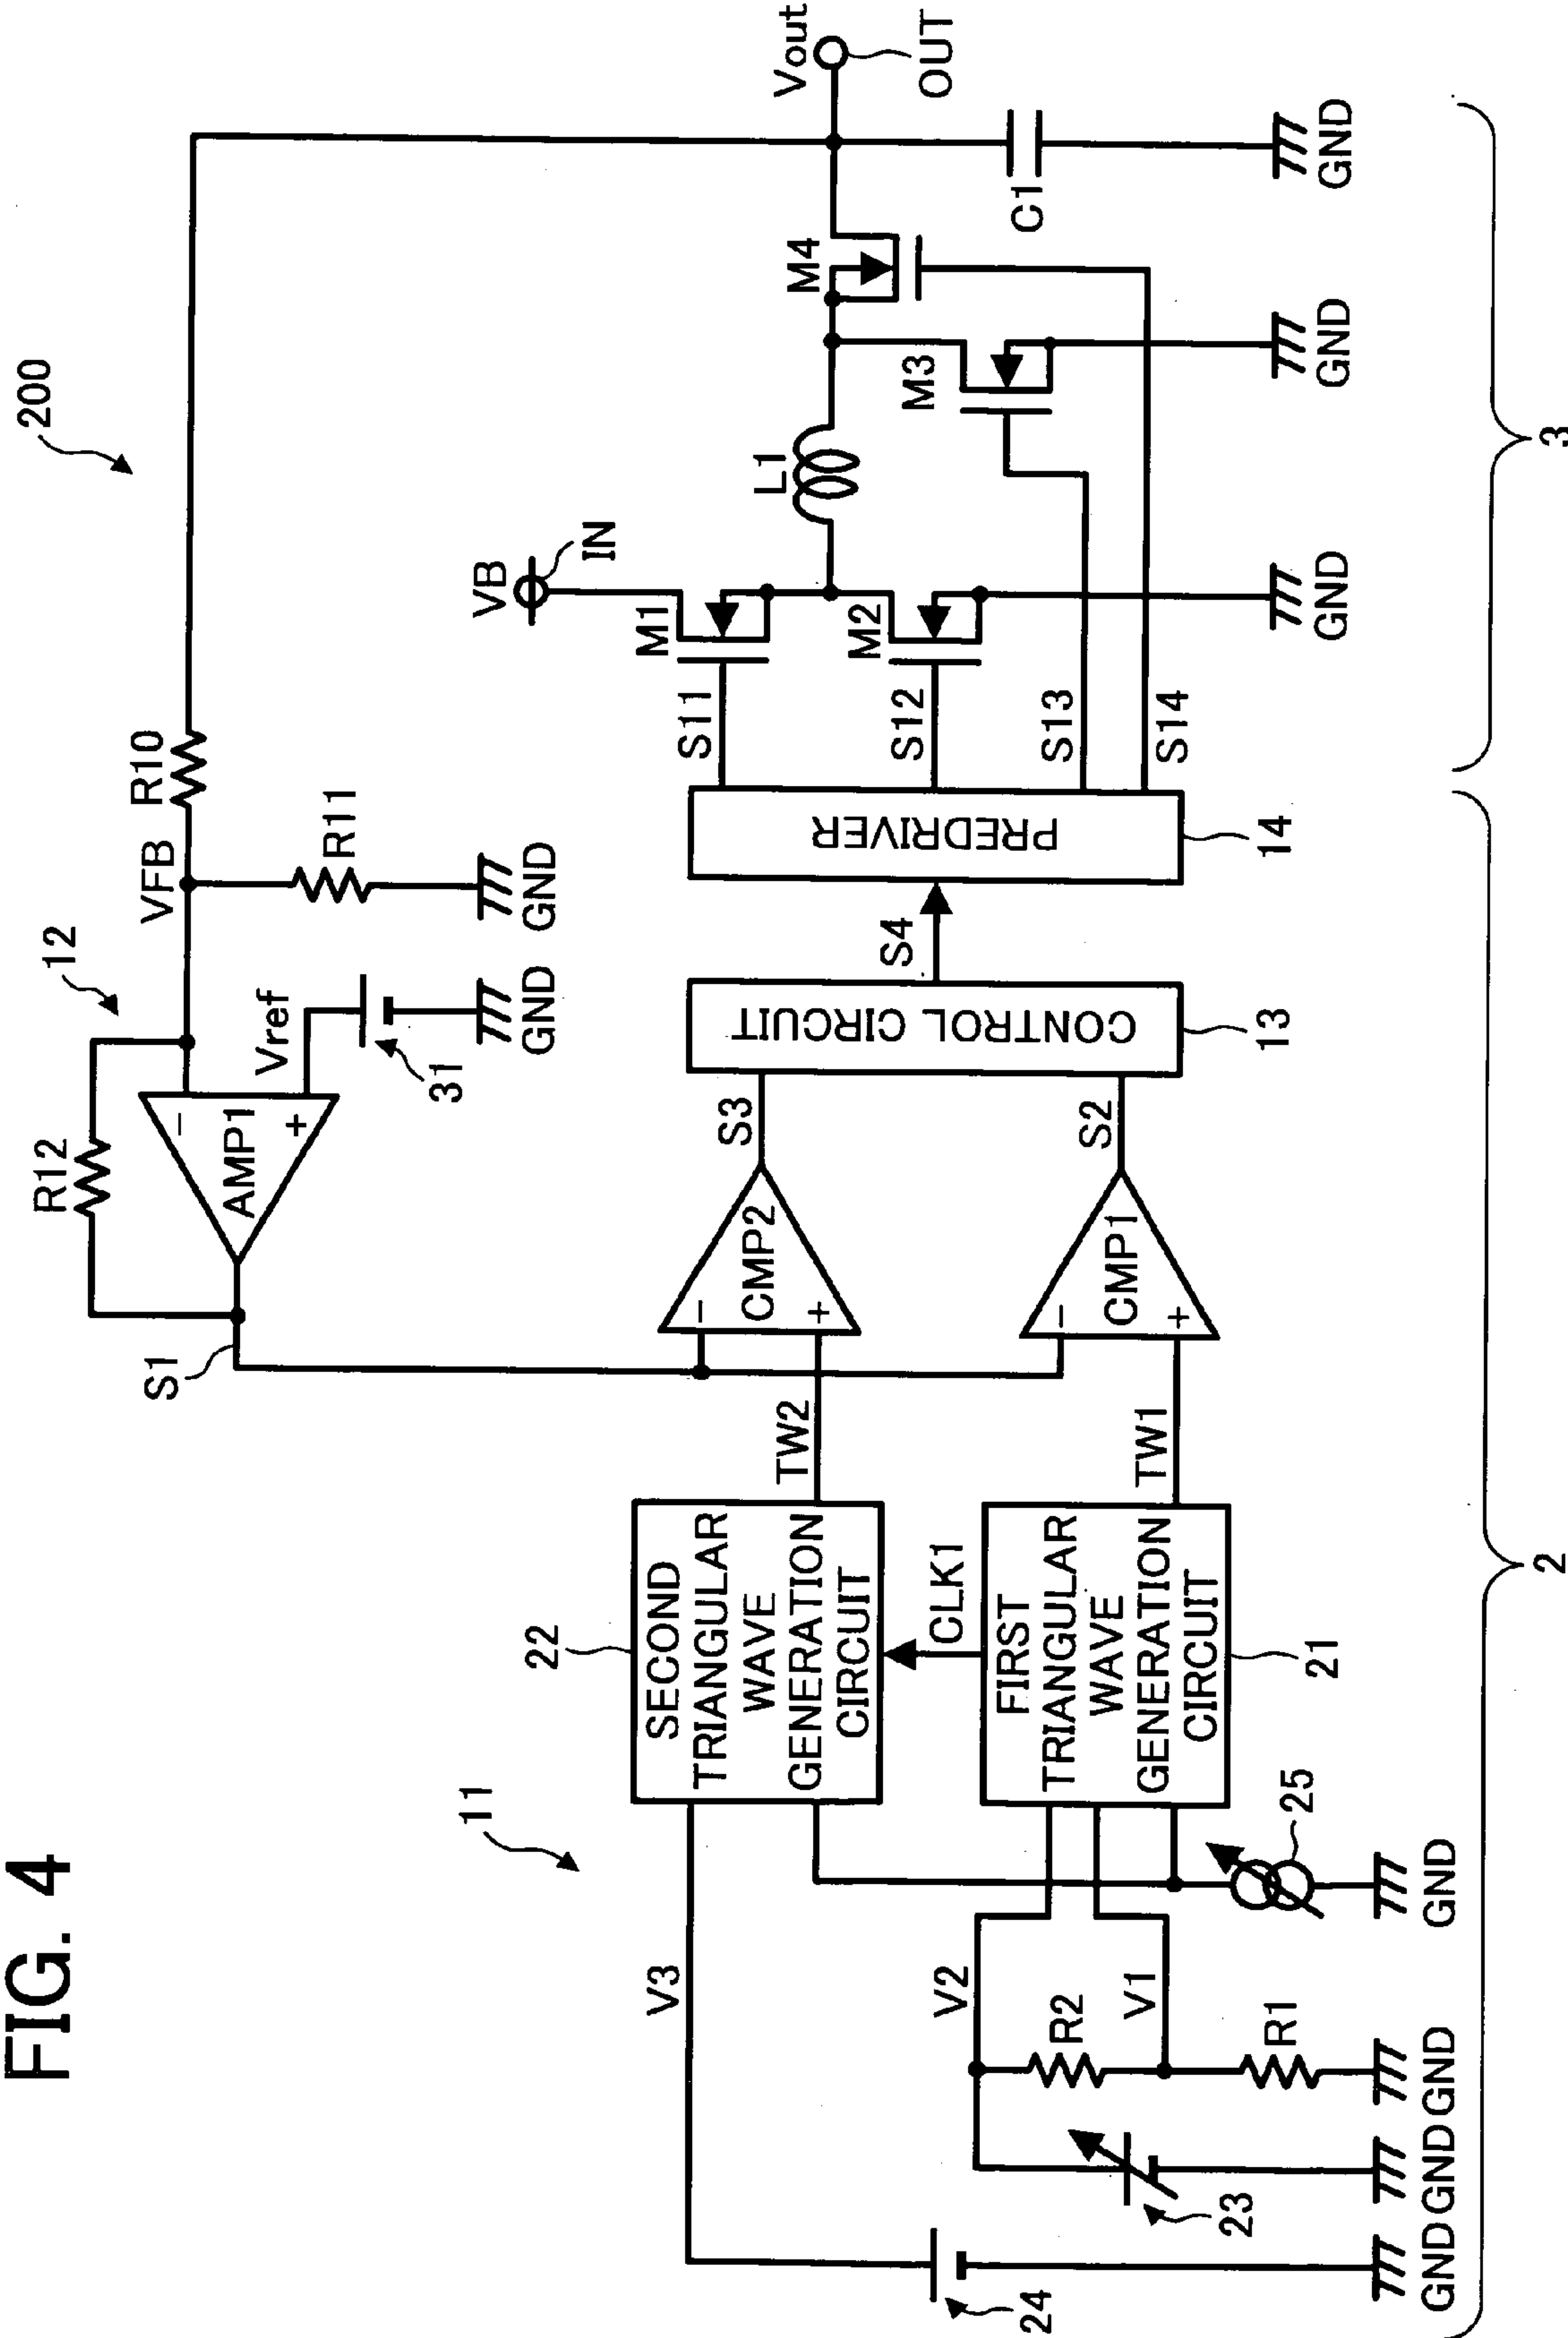 FIG. 4
200
11
12
R12
R10
VFB
AMP1
−
+
Vref
R11
31
GND
GND
S1
VB
IN
Vout
OUT
V3
22
SECOND
TRIANGULAR
WAVE
GENERATION
CIRCUIT
TW2
−
+
CMP2
S3
CONTROL CIRCUIT
13
S4
PREDRIVER
14
S11
S12
S13
S14
M1
M2
L1
M3
M4
C1
GND
GND
GND
V2
R2
V1
R1
CLK1
FIRST
TRIANGULAR
WAVE
GENERATION
CIRCUIT
21
TW1
−
+
CMP1
S2
24
23
25
GND
GND
GND
GND
2
3